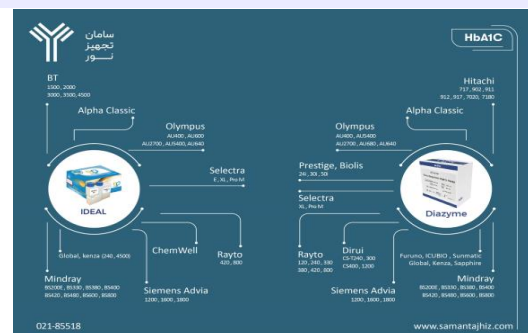 سامان
تجهیز
نور
HbA1C
BT
1500, 2000
3000, 3500, 4500
Alpha Classic
Olympus
AU400, AU600
AU2700, AU5400, AU640
Selectra
E, XL, Pro M
IDEAL
Global, Kenza (240, 4500)
ChemWell
Rayto
420, 800
Mindray
BS200E, BS330, BS380, BS400
BS420, BS480, BS600, BS800
Siemens Advia
1200, 1600, 1800
Hitachi
717, 902, 911
912, 917, 7020, 7180
Alpha Classic
Olympus
AU400, AU5400
AU2700, AU680, AU640
Prestige, Biolis
24i, 30i, 50i
Selectra
XL, Pro M
Diazyme
Rayto
120, 240, 330
380, 420, 800
Dirui
CS-T240, 300
CS400, 1200
Furuno, ICUBIO, Sunmatic
Global, Kenza, Sapphire
Siemens Advia
1200, 1600, 1800
Mindray
BS200E, BS330, BS380, BS400
BS420, BS480, BS600, BS800
021-85518
www.samantajhiz.com